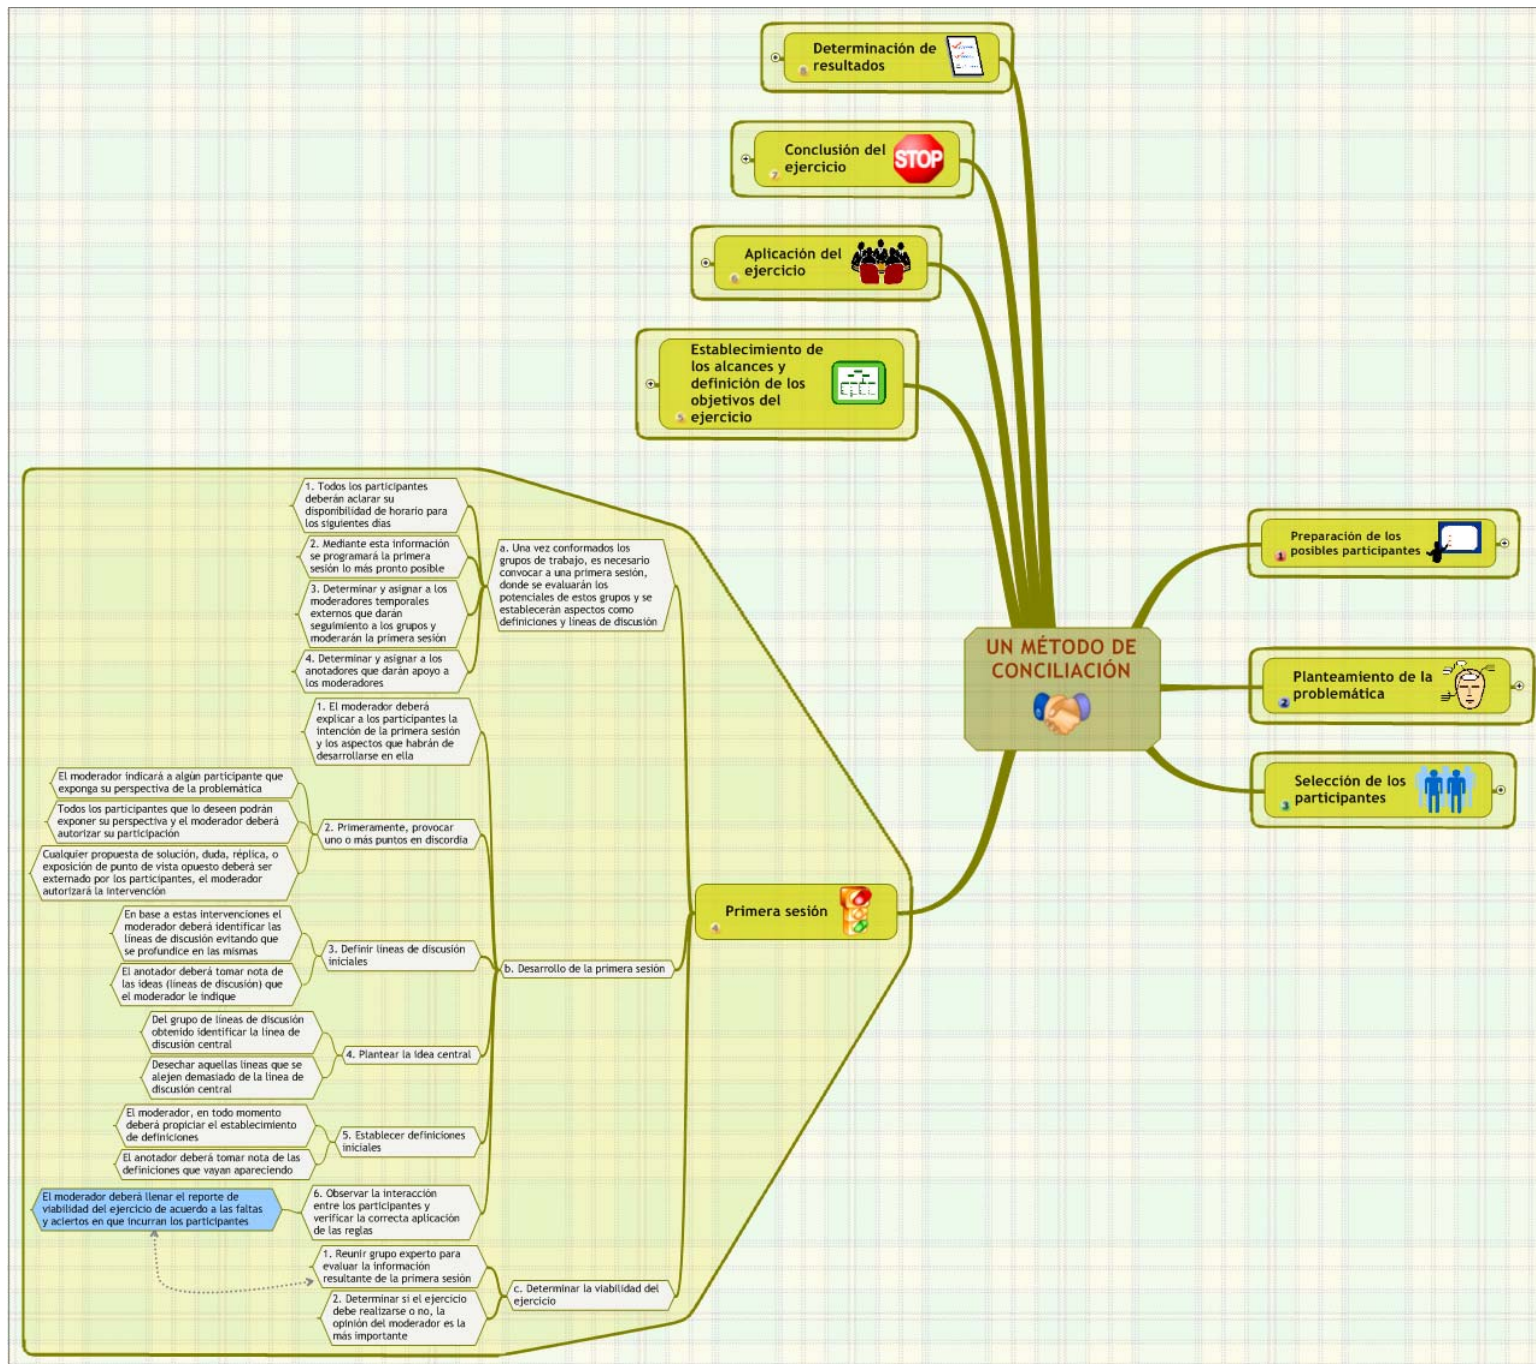 Determinación de
resultados
8
Conclusión del
ejercicio
STOP
7
Aplicación del
ejercicio
6
Establecimiento de
los alcances y
definición de los
objetivos del
ejercicio
5
UN MÉTODO DE
CONCILIACIÓN
Preparación de los
posibles participantes
1
Planteamiento de la
problemática
2
Selección de los
participantes
3
Primera sesión
4
a. Una vez conformados los
grupos de trabajo, es necesario
convocar a una primera sesión,
donde se evaluarán los
potenciales de estos grupos y se
establecerán aspectos como
definiciones y líneas de discusión
1. Todos los participantes
deberán aclarar su
disponibilidad de horario para
los siguientes días
2. Mediante esta información
se programará la primera
sesión lo más pronto posible
3. Determinar y asignar a los
moderadores temporales
externos que darán
seguimiento a los grupos y
moderarán la primera sesión
4. Determinar y asignar a los
anotadores que darán apoyo a
los moderadores
b. Desarrollo de la primera sesión
1. El moderador deberá
explicar a los participantes la
intención de la primera sesión
y los aspectos que habrán de
desarrollarse en ella
2. Primeramente, provocar
uno o más puntos en discordia
El moderador indicará a algún participante que
exponga su perspectiva de la problemática
Todos los participantes que lo deseen podrán
exponer su perspectiva y el moderador deberá
autorizar su participación
Cualquier propuesta de solución, duda, réplica, o
exposición de punto de vista opuesto deberá ser
externado por los participantes, el moderador
autorizará la intervención
3. Definir líneas de discusión
iniciales
En base a estas intervenciones el
moderador deberá identificar las
líneas de discusión evitando que
se profundice en las mismas
El anotador deberá tomar nota de
las ideas (líneas de discusión) que
el moderador le indique
4. Plantear la idea central
Del grupo de líneas de discusión
obtenido identificar la línea de
discusión central
Desechar aquellas líneas que se
alejen demasiado de la línea de
discusión central
5. Establecer definiciones
iniciales
El moderador, en todo momento
deberá propiciar el establecimiento
de definiciones
El anotador deberá tomar nota de las
definiciones que vayan apareciendo
6. Observar la interacción
entre los participantes y
verificar la correcta aplicación
de las reglas
El moderador deberá llenar el reporte de
viabilidad del ejercicio de acuerdo a las faltas
y aciertos en que incurran los participantes
c. Determinar la viabilidad del
ejercicio
1. Reunir grupo experto para
evaluar la información
resultante de la primera sesión
2. Determinar si el ejercicio
debe realizarse o no, la
opinión del moderador es la
más importante